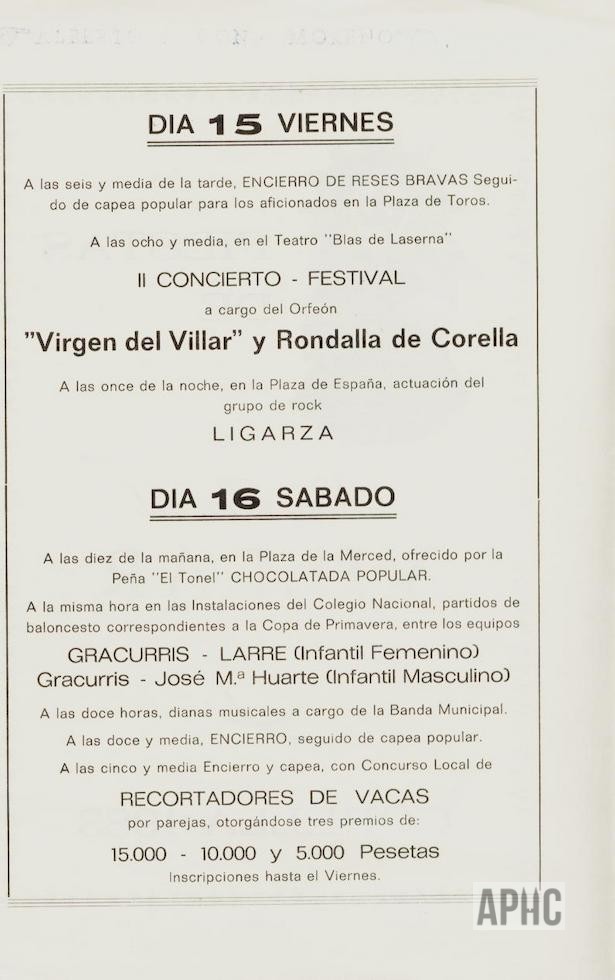 DIA 15 VIERNES
A las seis y media de la tarde, ENCIERRO DE RESES BRAVAS Segui-
do de capea popular para los aficionados en la Plaza de Toros.
A las ocho y media, en el Teatro "Blas de Laserna"
II CONCIERTO - FESTIVAL
a cargo del Orfeón
"Virgen del Villar" y Rondalla de Corella
A las once de la noche, en la Plaza de España, actuación del
grupo de rock
LIGARZA
DIA 16 SABADO
A las diez de la mañana, en la Plaza de la Merced, ofrecido por la
Peña "El Tonel" CHOCOLATADA POPULAR.
A la misma hora en las Instalaciones del Colegio Nacional, partidos de
baloncesto correspondientes a la Copa de Primavera, entre los equipos
GRACURRIS - LARRE (Infantil Femenino)
Gracurris - José M.ª Huarte (Infantil Masculino)
A las doce horas, dianas musicales a cargo de la Banda Municipal.
A las doce y media, ENCIERRO, seguido de capea popular.
A las cinco y media Encierro y capea, con Concurso Local de
RECORTADORES DE VACAS
por parejas, otorgándose tres premios de:
15.000 - 10.000 y 5.000 Pesetas
Inscripciones hasta el Viernes.
APHC